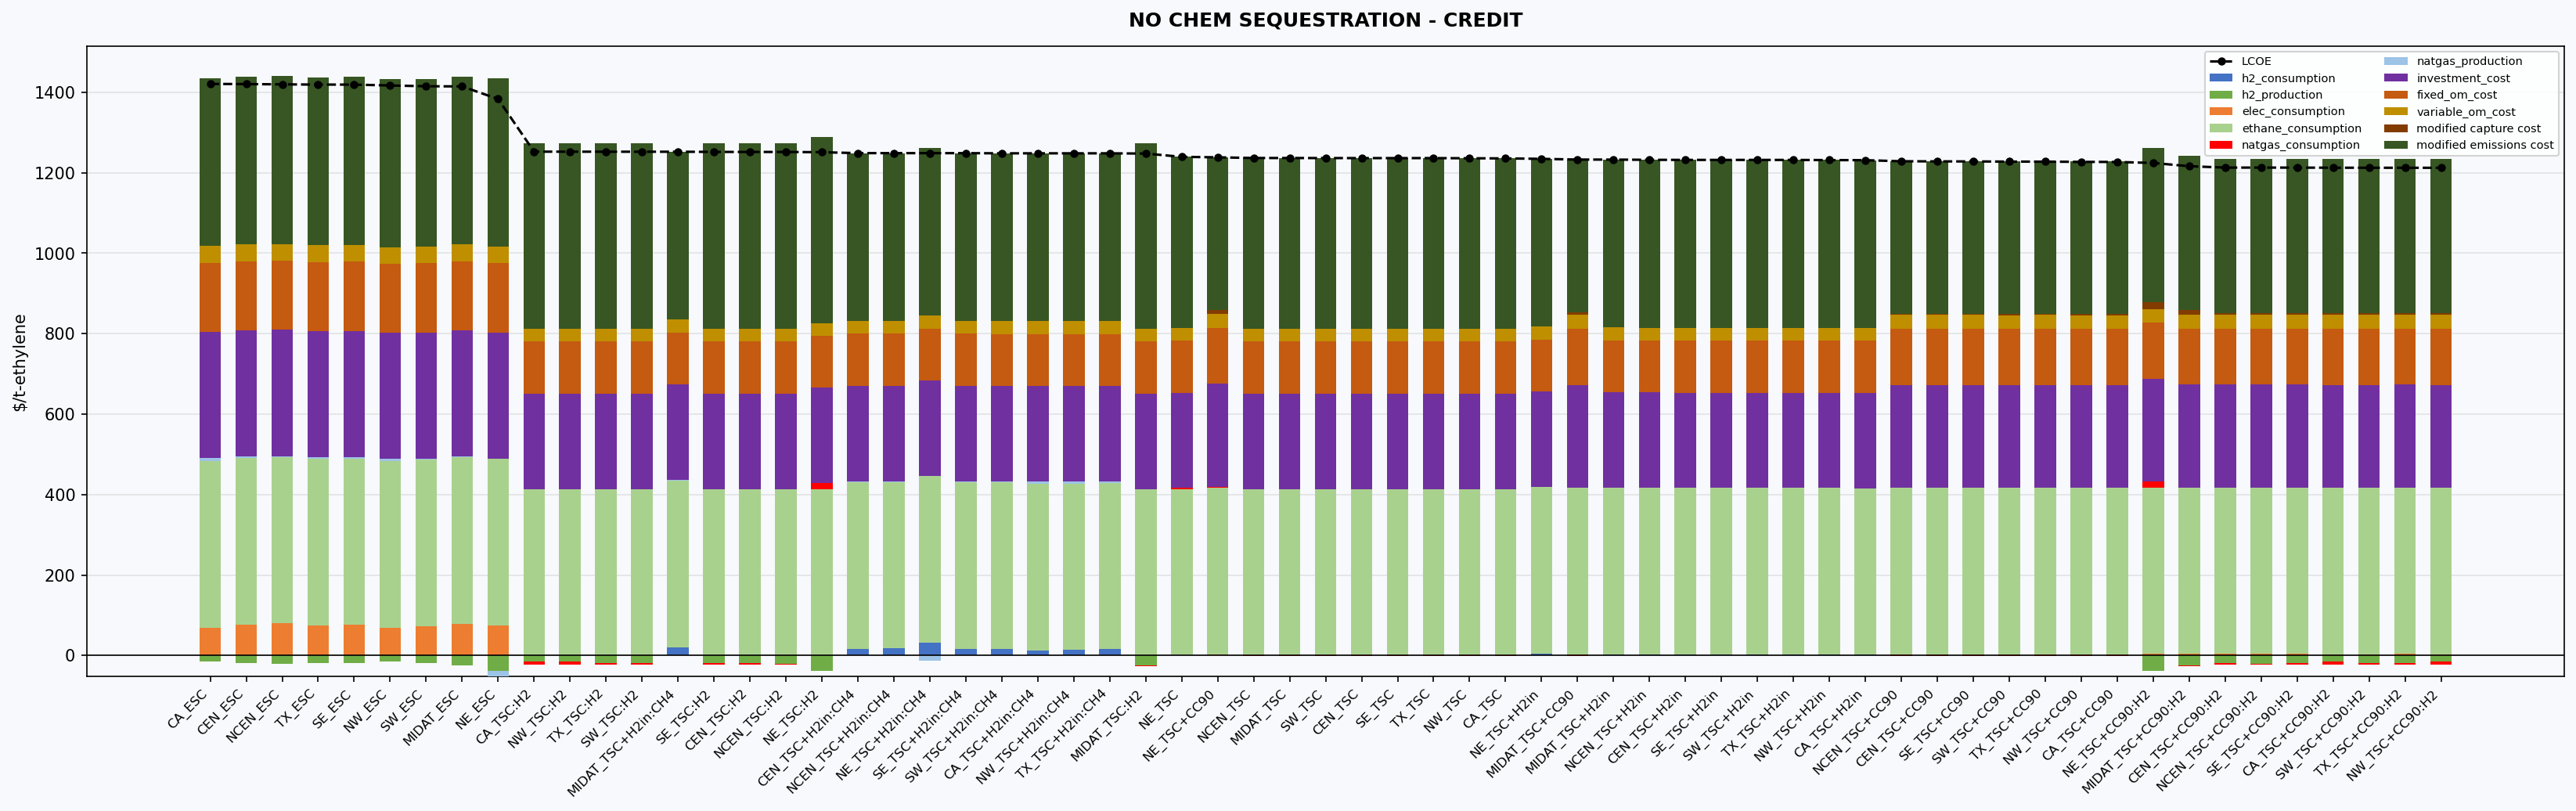 NO CHEM SEQUESTRATION - CREDIT
$/t-ethylene
1400
1200
1000
800
600
400
200
0
LCOE
h2_consumption
h2_production
elec_consumption
ethane_consumption
natgas_consumption
natgas_production
investment_cost
fixed_om_cost
variable_om_cost
modified capture cost
modified emissions cost
CA_ESC
CEN_ESC
NCEN_ESC
TX_ESC
SE_ESC
NW_ESC
SW_ESC
MIDAT_ESC
NE_ESC
CA_TSC:H2
NW_TSC:H2
TX_TSC:H2
SW_TSC:H2
MIDAT_TSC+H2in:CH4
SE_TSC:H2
CEN_TSC:H2
NCEN_TSC:H2
NE_TSC:H2
CEN_TSC+H2in:CH4
NCEN_TSC+H2in:CH4
NE_TSC+H2in:CH4
SE_TSC+H2in:CH4
SW_TSC+H2in:CH4
CA_TSC+H2in:CH4
NW_TSC+H2in:CH4
TX_TSC+H2in:CH4
MIDAT_TSC:H2
NE_TSC
NE_TSC+CC90
NCEN_TSC
MIDAT_TSC
SW_TSC
CEN_TSC
SE_TSC
TX_TSC
NW_TSC
CA_TSC
NE_TSC+H2in
MIDAT_TSC+CC90
MIDAT_TSC+H2in
NCEN_TSC+H2in
CEN_TSC+H2in
SE_TSC+H2in
SW_TSC+H2in
TX_TSC+H2in
NW_TSC+H2in
CA_TSC+H2in
NCEN_TSC+CC90
CEN_TSC+CC90
SE_TSC+CC90
SW_TSC+CC90
TX_TSC+CC90
NW_TSC+CC90
CA_TSC+CC90
NE_TSC+CC90:H2
MIDAT_TSC+CC90:H2
CEN_TSC+CC90:H2
NCEN_TSC+CC90:H2
SE_TSC+CC90:H2
CA_TSC+CC90:H2
SW_TSC+CC90:H2
TX_TSC+CC90:H2
NW_TSC+CC90:H2